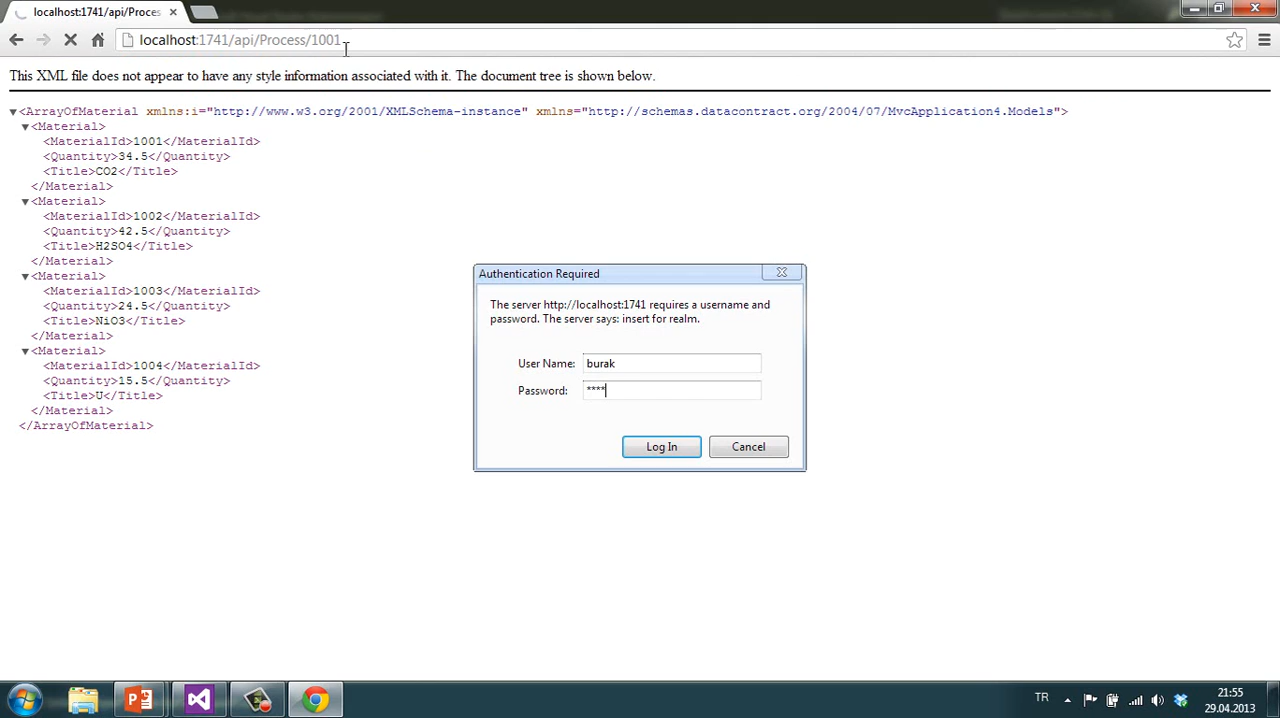 localhost:1741/api/Proces
localhost:1741/api/Process/1001
This XML file does not appear to have any style information associated with it. The document tree is shown below.
▼<ArrayOfMaterial xmlns:i="http://www.w3.org/2001/XMLSchema-instance" xmlns="http://schemas.datacontract.org/2004/07/MvcApplication4.Models">
▼<Material>
<MaterialId>1001</MaterialId>
<Quantity>34.5</Quantity>
<Title>CO2</Title>
</Material>
▼<Material>
<MaterialId>1002</MaterialId>
<Quantity>42.5</Quantity>
<Title>H2SO4</Title>
</Material>
▼<Material>
<MaterialId>1003</MaterialId>
<Quantity>24.5</Quantity>
<Title>NiO3</Title>
</Material>
▼<Material>
<MaterialId>1004</MaterialId>
<Quantity>15.5</Quantity>
<Title>U</Title>
</Material>
</ArrayOfMaterial>
Authentication Required
The server http://localhost:1741 requires a username and
password. The server says: insert for realm.
User Name: burak
Password: ****
Log In Cancel
TR 21:55
29.04.2013